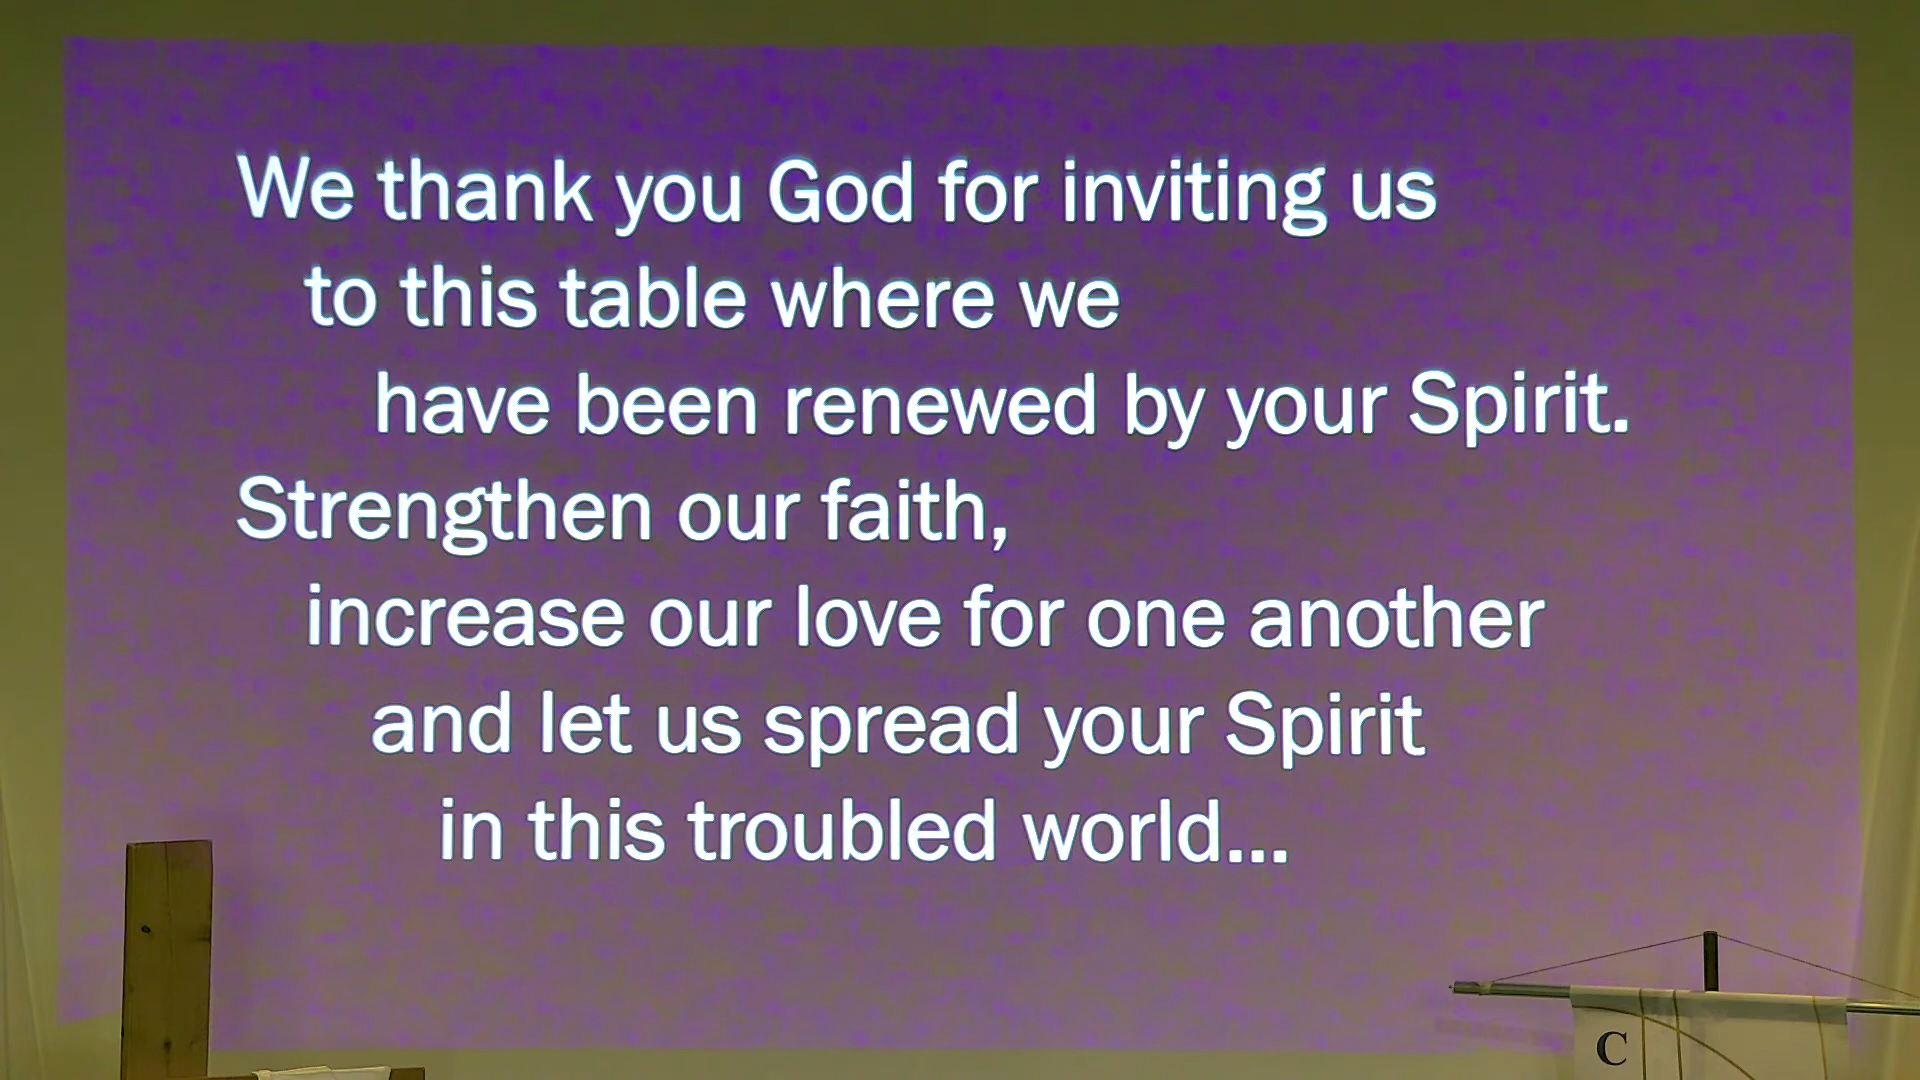 We thank you God for inviting us
to this table where we
have been renewed by your Spirit.
Strengthen our faith,
increase our love for one another
and let us spread your Spirit
in this troubled world...
C